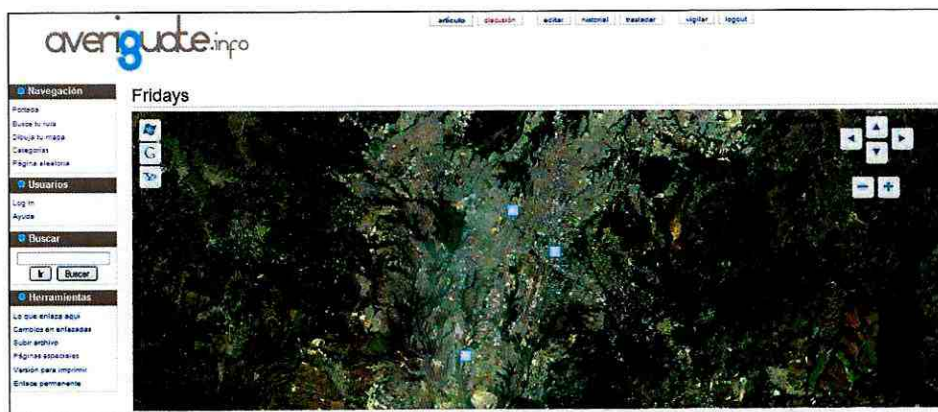 artículo discusión editar historial trasladar vigilar logout
averiguate.info
Navegación
Portada
Busca tu ruta
Dibuja tu mapa
Categorías
Página aleatoria
Usuarios
Log in
Ayuda
Buscar
Ir Buscar
Herramientas
Lo que enlaza aquí
Cambios en enlazadas
Subir archivo
Páginas especiales
Versión para imprimir
Enlace permanente
Fridays
G